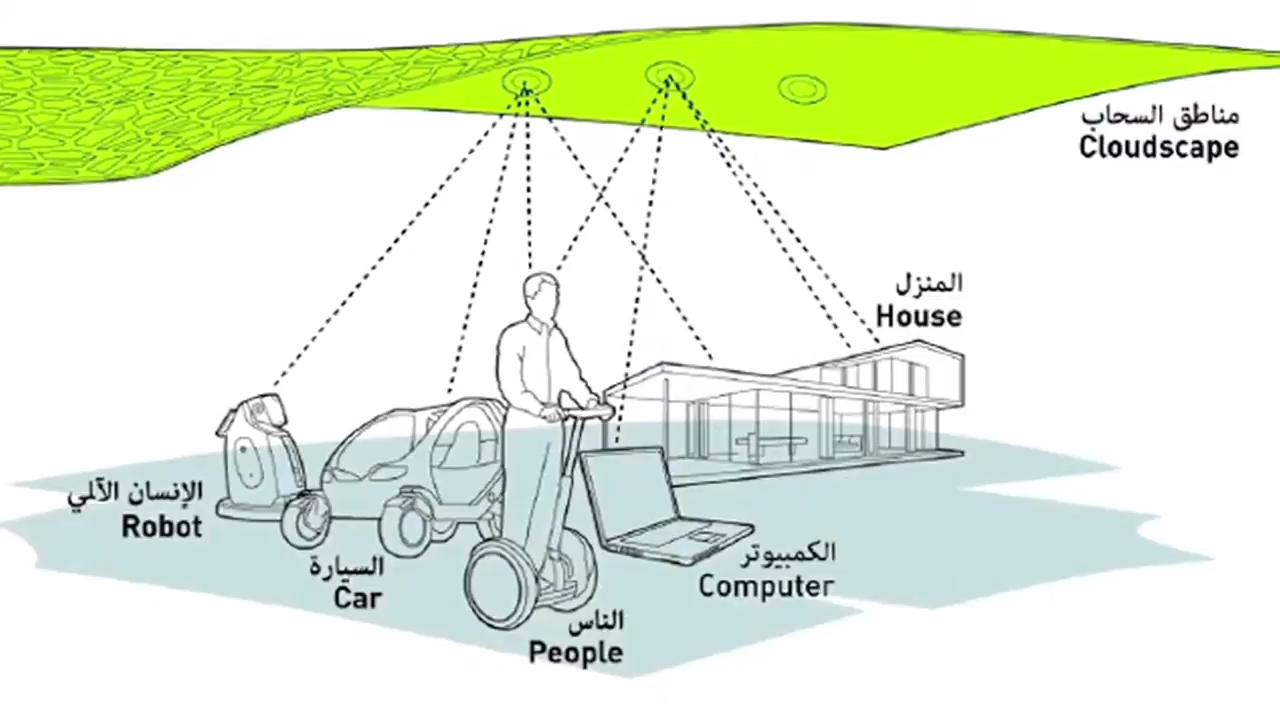 مناطق السحاب
Cloudscape
المنزل
House
الإنسان الآلي
Robot
السيارة
Car
الكمبيوتر
Computer
الناس
People